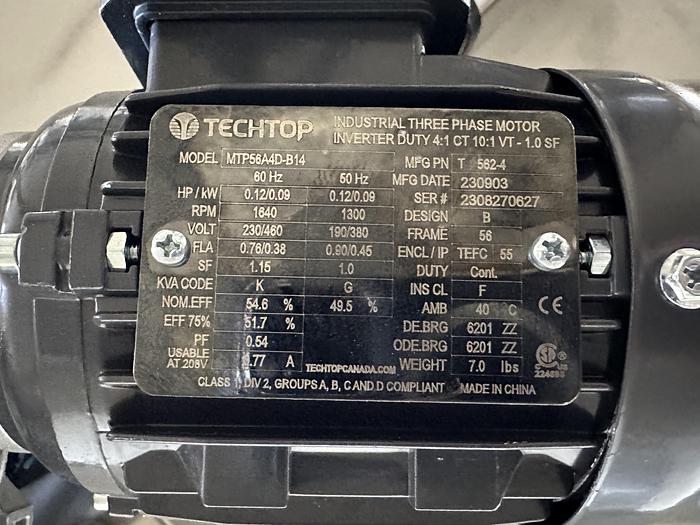 TECHTOP
INDUSTRIAL THREE PHASE MOTOR
INVERTER DUTY 4:1 CT 10:1 VT - 1.0 SF
MODEL MTP56A4D-B14
60 Hz 50 Hz
HP / kW 0.12/0.09 0.12/0.09
RPM 1640 1300
VOLT 230/460 190/380
FLA 0.76/0.38 0.90/0.45
SF 1.15 1.0
KVA CODE K G
NOM.EFF 54.6 % 49.5 %
EFF 75% 51.7 %
PF 0.54
USABLE
AT 208V .77 A
TECHTOPCANADA.COM
MFG PN T 562-4
MFG DATE 230903
SER # 2308270627
DESIGN B
FRAME 56
ENCL / IP TEFC 55
DUTY Cont.
INS CL F
AMB 40 C
DE.BRG 6201 ZZ
ODE.BRG 6201 ZZ
WEIGHT 7.0 lbs
CE
C US
CLASS 1, DIV 2, GROUPS A, B, C AND D COMPLIANT MADE IN CHINA